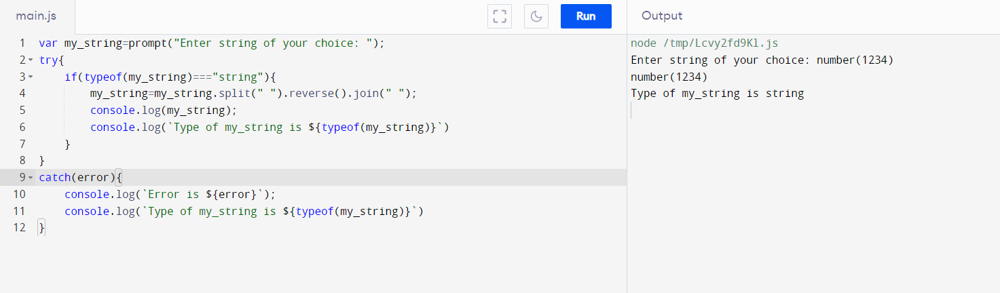 main.js
Run
Output
1 var my_string=prompt("Enter string of your choice: ");
2 try{
3     if(typeof(my_string)==="string"){
4         my_string=my_string.split(" ").reverse().join(" ");
5         console.log(my_string);
6         console.log(`Type of my_string is ${typeof(my_string)}`)
7     }
8 }
9 catch(error){
10     console.log(`Error is ${error}`);
11     console.log(`Type of my_string is ${typeof(my_string)}`)
12 }
node /tmp/Lcvy2fd9Kl.js
Enter string of your choice: number(1234)
number(1234)
Type of my_string is string